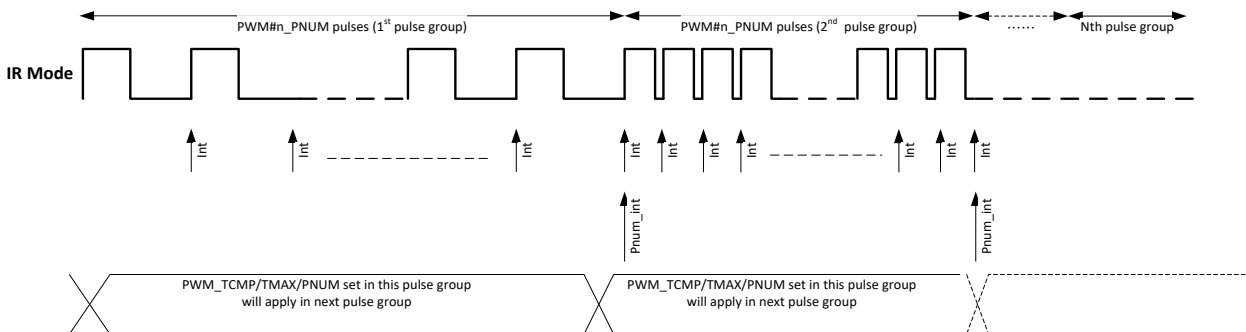 PWM#n_PNUM pulses (1st pulse group)
PWM#n_PNUM pulses (2nd pulse group)
......
Nth pulse group
IR Mode
Int
Int
Int
Int
Int
Int
Int
Int
Int
Int
Pnum_int
Pnum_int
PWM_TCMP/TMAX/PNUM set in this pulse group
will apply in next pulse group
PWM_TCMP/TMAX/PNUM set in this pulse group
will apply in next pulse group